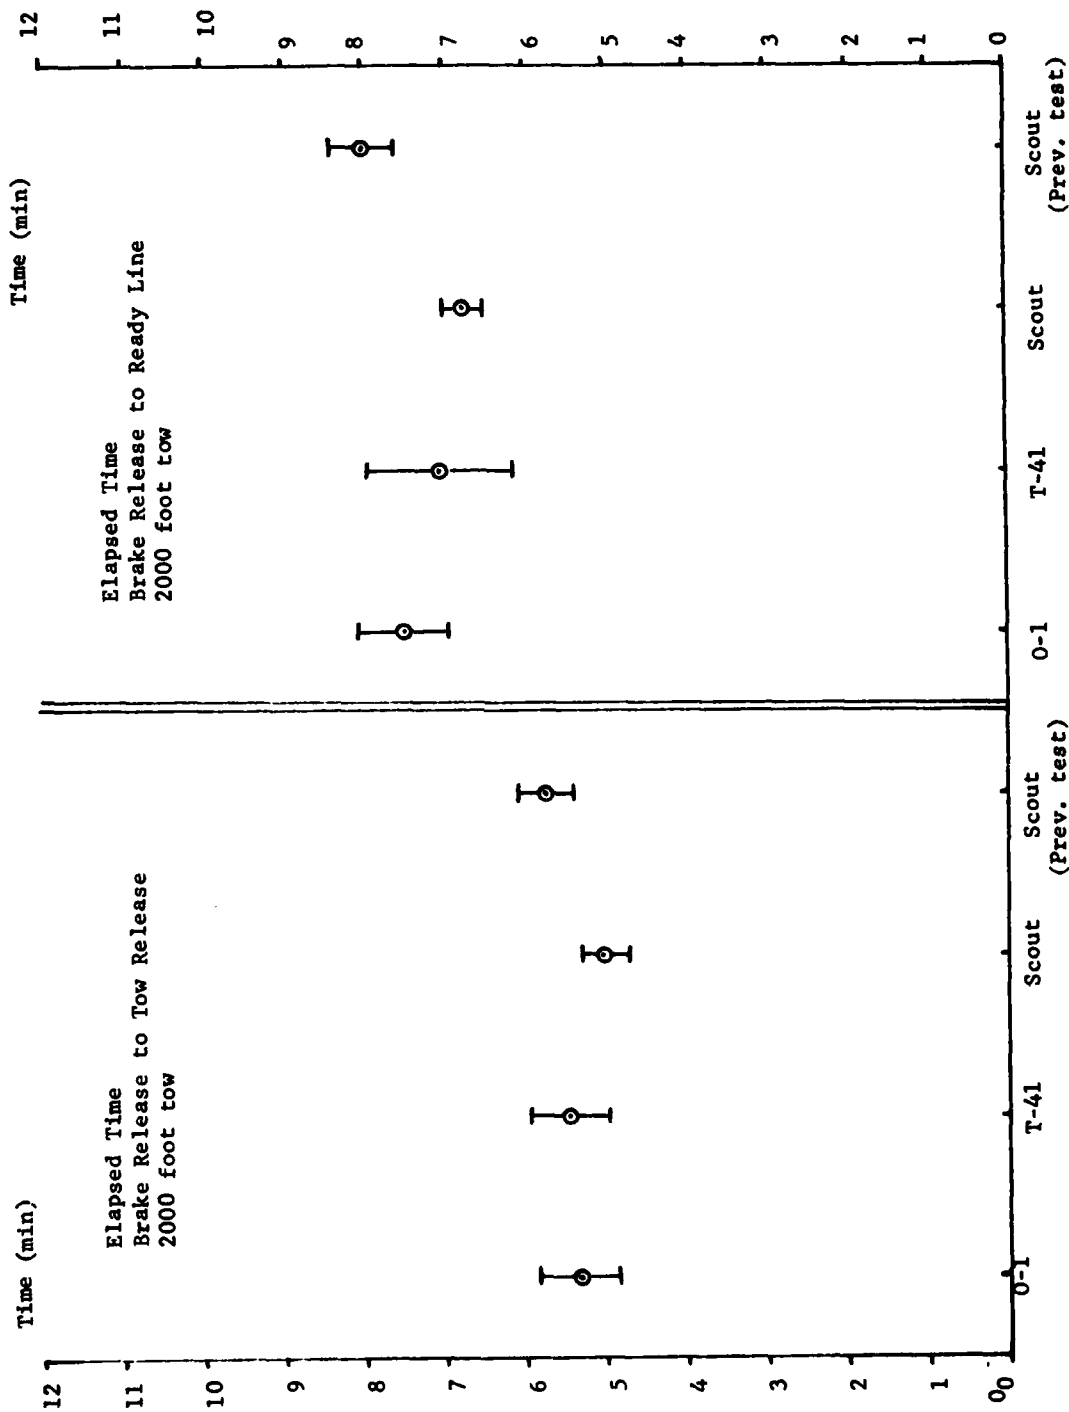 Time (min)
12
11
10
9
8
7
6
5
4
3
2
1
0
Elapsed Time
Brake Release to Tow Release
2000 foot tow
O-1
T-41
Scout
Scout
(Prev. test)
Elapsed Time
Brake Release to Ready Line
2000 foot tow
O-1
T-41
Scout
Scout
(Prev. test)
Time (min)
12
11
10
9
8
7
6
5
4
3
2
1
0
0